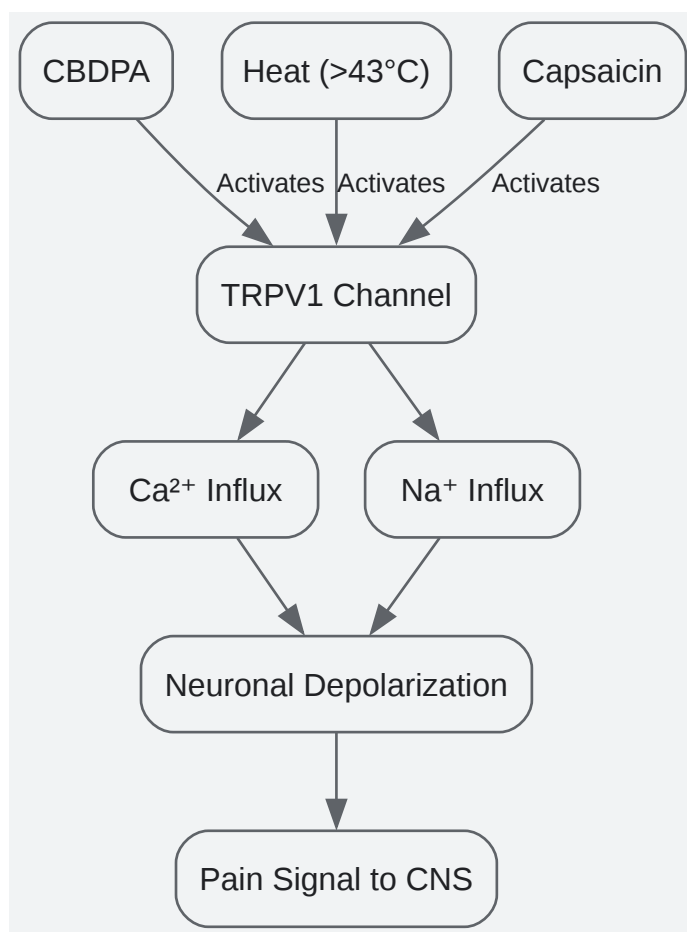 CBDPA
Heat (>43°C)
Capsaicin
Activates
Activates
Activates
TRPV1 Channel
Ca²⁺ Influx
Na⁺ Influx
Neuronal Depolarization
Pain Signal to CNS